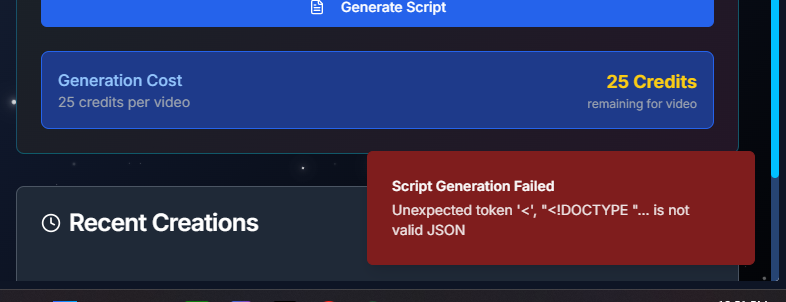 Generate Script
Generation Cost
25 credits per video
25 Credits
remaining for video
Script Generation Failed
Unexpected token '<', "<!DOCTYPE "... is not
valid JSON
Recent Creations